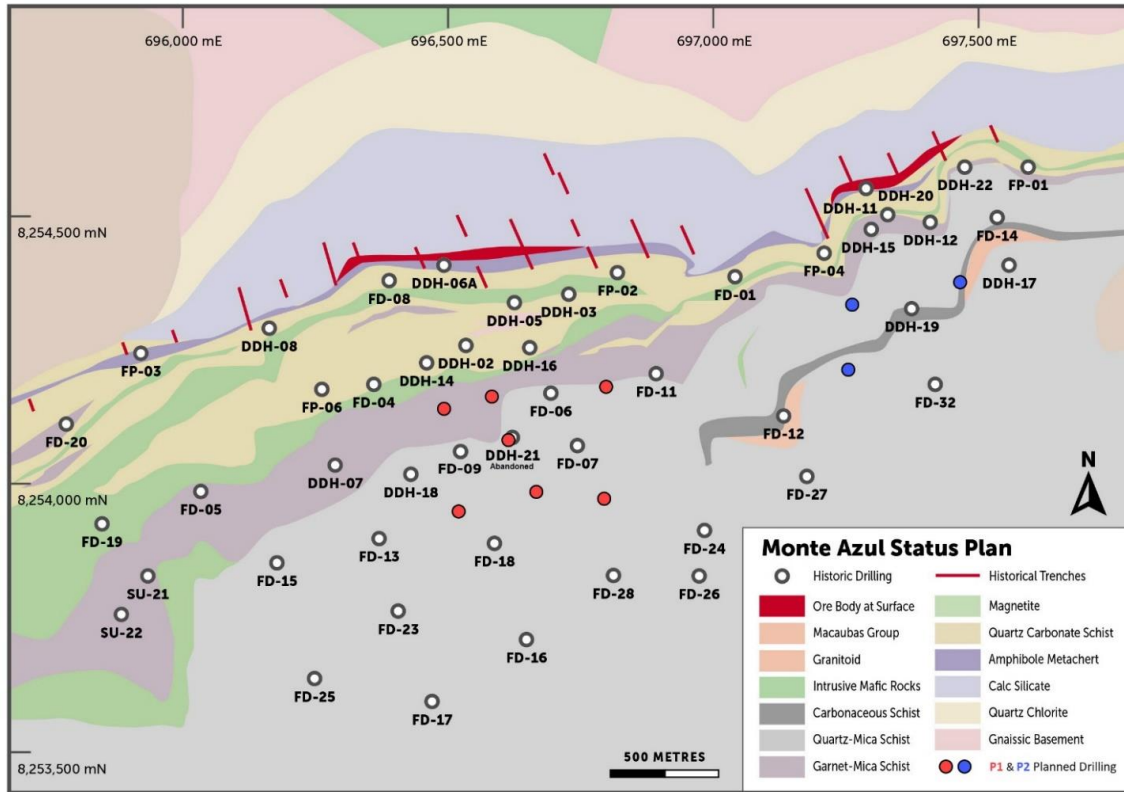 696,000 mE
696,500 mE
697,000 mE
697,500 mE
8,254,500 mN
8,254,000 mN
8,253,500 mN
DDH-22
FP-01
DDH-20
DDH-11
DDH-15
DDH-12
FD-14
FP-04
DDH-17
DDH-06A
FD-08
FP-02
FD-01
DDH-05
DDH-03
DDH-19
DDH-08
FP-03
DDH-02
DDH-16
DDH-14
FP-06
FD-04
FD-11
FD-06
FD-32
FD-20
FD-12
DDH-21
Abandoned
FD-09
FD-07
DDH-07
DDH-18
FD-27
FD-05
FD-19
FD-13
FD-18
FD-24
FD-15
SU-21
FD-28
FD-26
SU-22
FD-23
FD-16
FD-25
FD-17
500 METRES
N
Monte Azul Status Plan
Historic Drilling
Historical Trenches
Ore Body at Surface
Magnetite
Macaubas Group
Quartz Carbonate Schist
Granitoid
Amphibole Metachert
Intrusive Mafic Rocks
Calc Silicate
Carbonaceous Schist
Quartz Chlorite
Quartz-Mica Schist
Gnaissic Basement
Garnet-Mica Schist
P1 & P2 Planned Drilling